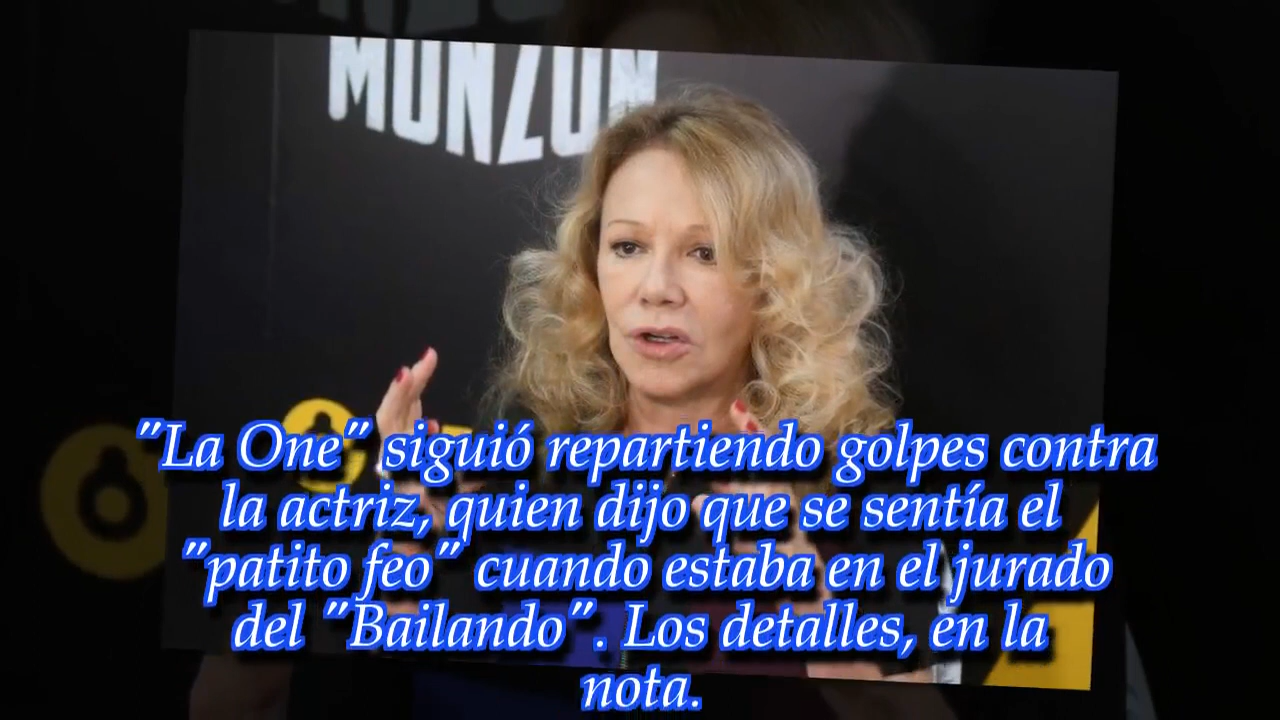 MONZÓN
"La One" siguió repartiendo golpes contra
la actriz, quien dijo que se sentía el
"patito feo" cuando estaba en el jurado
del "Bailando". Los detalles, en la
nota.